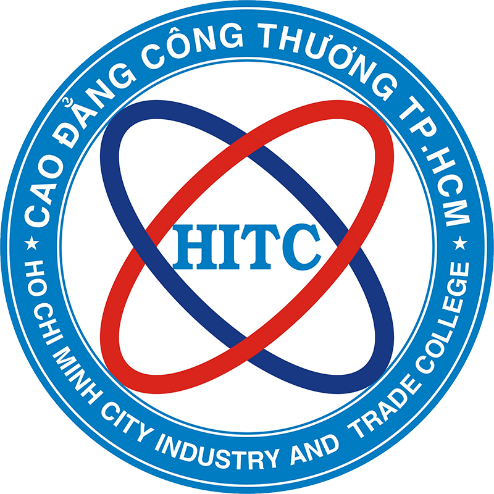 CAO ĐẲNG CÔNG THƯƠNG TP.HCM
HITC
HO CHI MINH CITY INDUSTRY AND TRADE COLLEGE